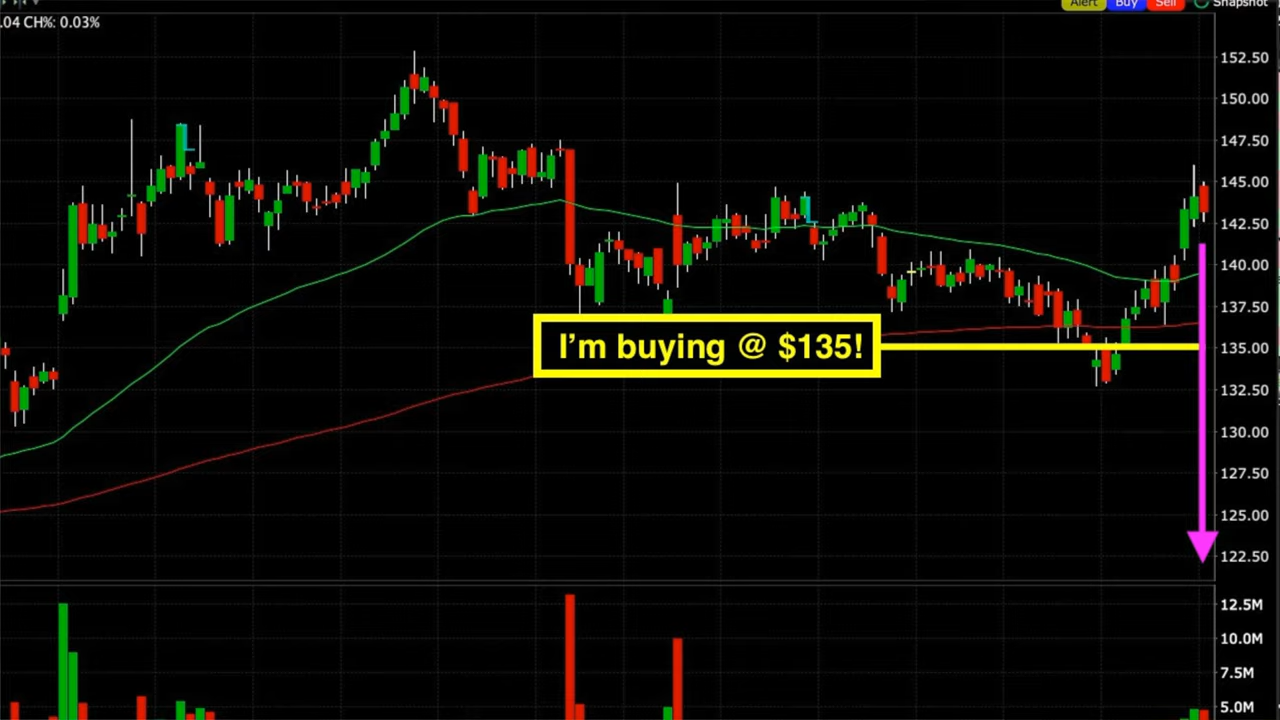 Alert Buy Sell Snapshot
.04 CH%: 0.03%
152.50
150.00
147.50
145.00
142.50
140.00
137.50
I'm buying @ $135!
135.00
132.50
130.00
127.50
125.00
122.50
12.5M
10.0M
7.5M
5.0M